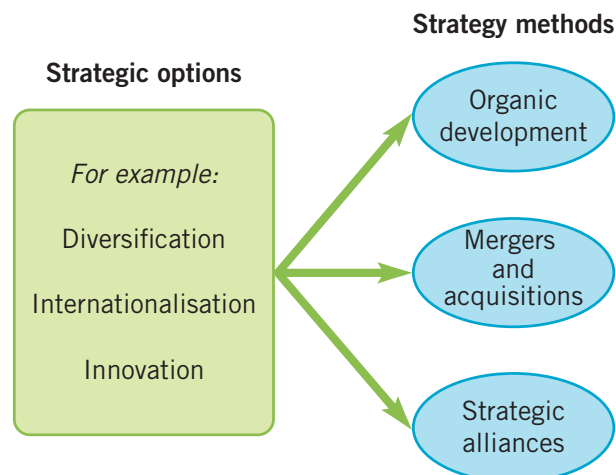 Strategy methods
Strategic options
For example:
Diversification
Internationalisation
Innovation
Organic
development
Mergers
and
acquisitions
Strategic
alliances